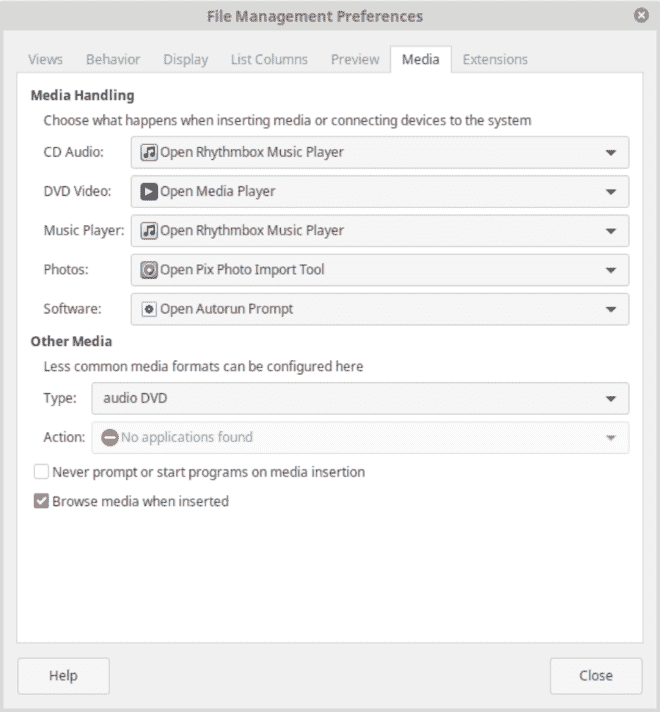 File Management Preferences
Views Behavior Display List Columns Preview Media Extensions
Media Handling
Choose what happens when inserting media or connecting devices to the system
CD Audio: Open Rhythmbox Music Player
DVD Video: Open Media Player
Music Player: Open Rhythmbox Music Player
Photos: Open Pix Photo Import Tool
Software: Open Autorun Prompt
Other Media
Less common media formats can be configured here
Type: audio DVD
Action: No applications found
Never prompt or start programs on media insertion
Browse media when inserted
Help Close